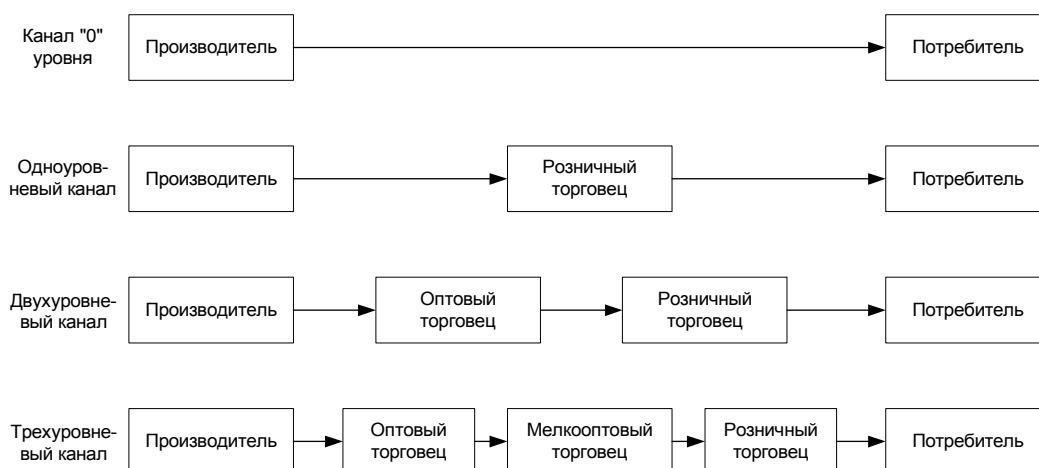 Канал "0"
уровня
Производитель
Потребитель
Одноуров-
невый канал
Производитель
Розничный
торговец
Потребитель
Двухуровне-
вый канал
Производитель
Оптовый
торговец
Розничный
торговец
Потребитель
Трехуровне-
вый канал
Производитель
Оптовый
торговец
Мелкооптовый
торговец
Розничный
торговец
Потребитель